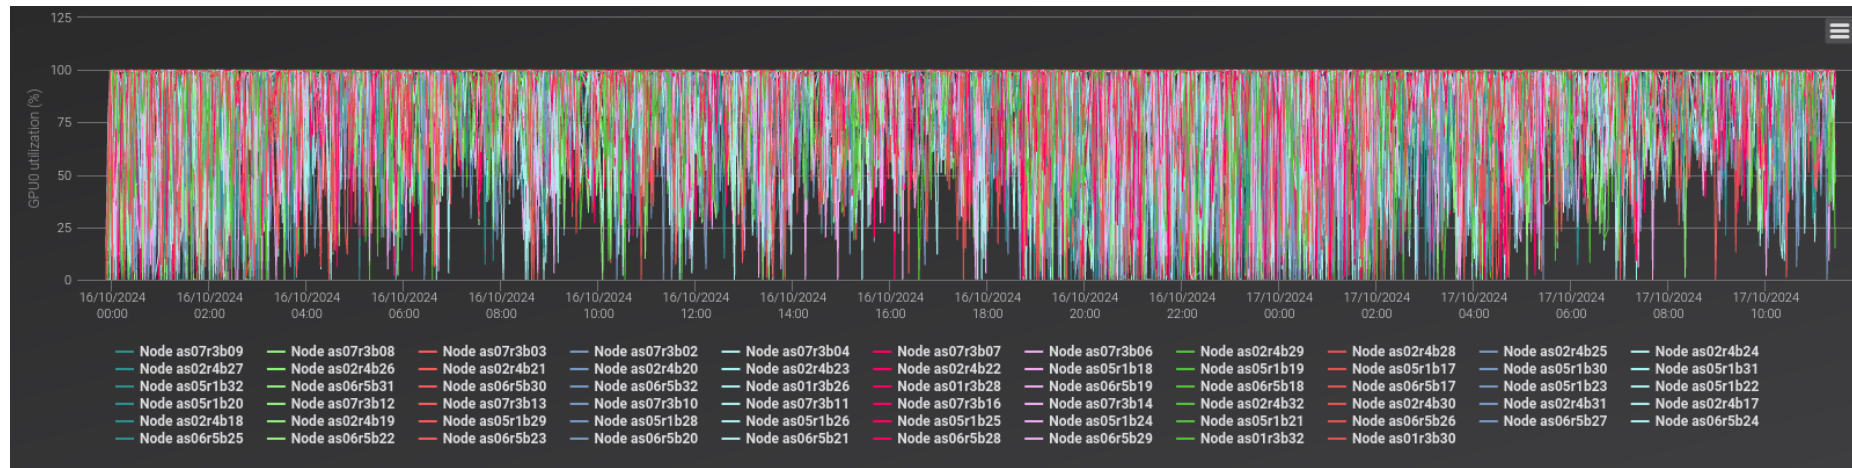 125
100
75
50
25
0
GPU0 utilization (%)
16/10/2024 16/10/2024 16/10/2024 16/10/2024 16/10/2024 16/10/2024 16/10/2024 16/10/2024 16/10/2024 16/10/2024 16/10/2024 16/10/2024 17/10/2024 17/10/2024 17/10/2024 17/10/2024 17/10/2024 17/10/2024
00:00 02:00 04:00 06:00 08:00 10:00 12:00 14:00 16:00 18:00 20:00 22:00 00:00 02:00 04:00 06:00 08:00 10:00
Node as07r3b09 Node as07r3b08 Node as07r3b03 Node as07r3b02 Node as07r3b04 Node as07r3b07 Node as07r3b06 Node as02r4b29 Node as02r4b28 Node as02r4b25 Node as02r4b24
Node as02r4b27 Node as02r4b26 Node as02r4b21 Node as02r4b20 Node as02r4b23 Node as02r4b22 Node as05r1b18 Node as05r1b19 Node as05r1b17 Node as05r1b30 Node as05r1b31
Node as05r1b32 Node as06r5b31 Node as06r5b30 Node as06r5b32 Node as01r3b26 Node as01r3b28 Node as06r5b19 Node as06r5b18 Node as06r5b17 Node as05r1b23 Node as05r1b22
Node as05r1b20 Node as07r3b12 Node as07r3b13 Node as07r3b10 Node as07r3b11 Node as07r3b16 Node as07r3b14 Node as02r4b32 Node as02r4b30 Node as02r4b31 Node as02r4b17
Node as02r4b18 Node as02r4b19 Node as05r1b29 Node as05r1b28 Node as05r1b26 Node as05r1b25 Node as05r1b24 Node as05r1b21 Node as06r5b26 Node as06r5b27 Node as06r5b24
Node as06r5b25 Node as06r5b22 Node as06r5b23 Node as06r5b20 Node as06r5b21 Node as06r5b28 Node as06r5b29 Node as01r3b32 Node as01r3b30